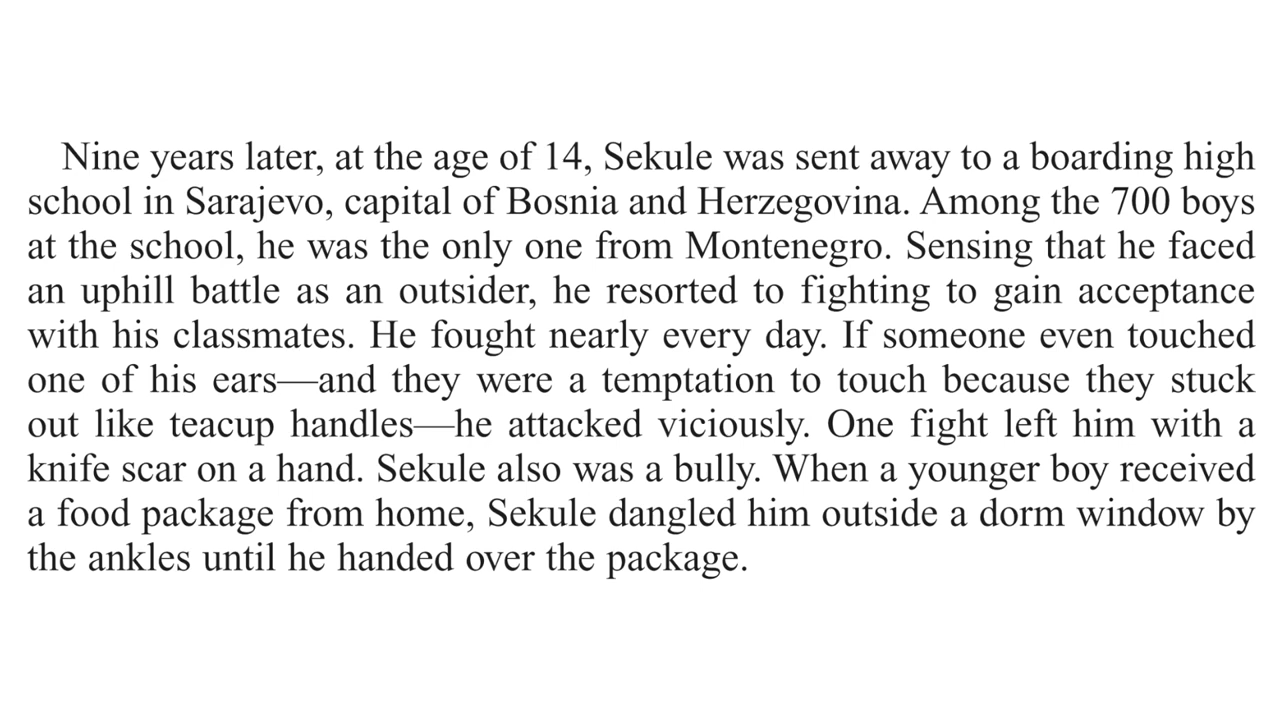 Nine years later, at the age of 14, Sekule was sent away to a boarding high
school in Sarajevo, capital of Bosnia and Herzegovina. Among the 700 boys
at the school, he was the only one from Montenegro. Sensing that he faced
an uphill battle as an outsider, he resorted to fighting to gain acceptance
with his classmates. He fought nearly every day. If someone even touched
one of his ears—and they were a temptation to touch because they stuck
out like teacup handles—he attacked viciously. One fight left him with a
knife scar on a hand. Sekule also was a bully. When a younger boy received
a food package from home, Sekule dangled him outside a dorm window by
the ankles until he handed over the package.